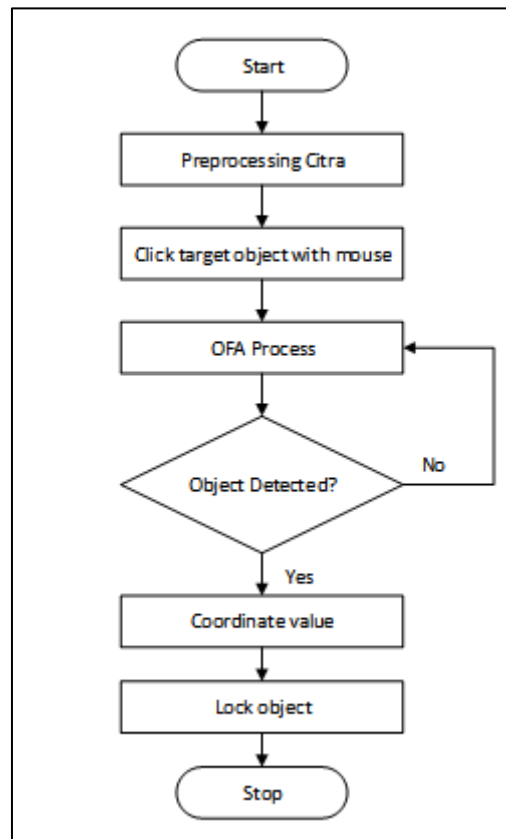 Start
Preprocessing Citra
Click target object with mouse
OFA Process
Object Detected?
No
Yes
Coordinate value
Lock object
Stop